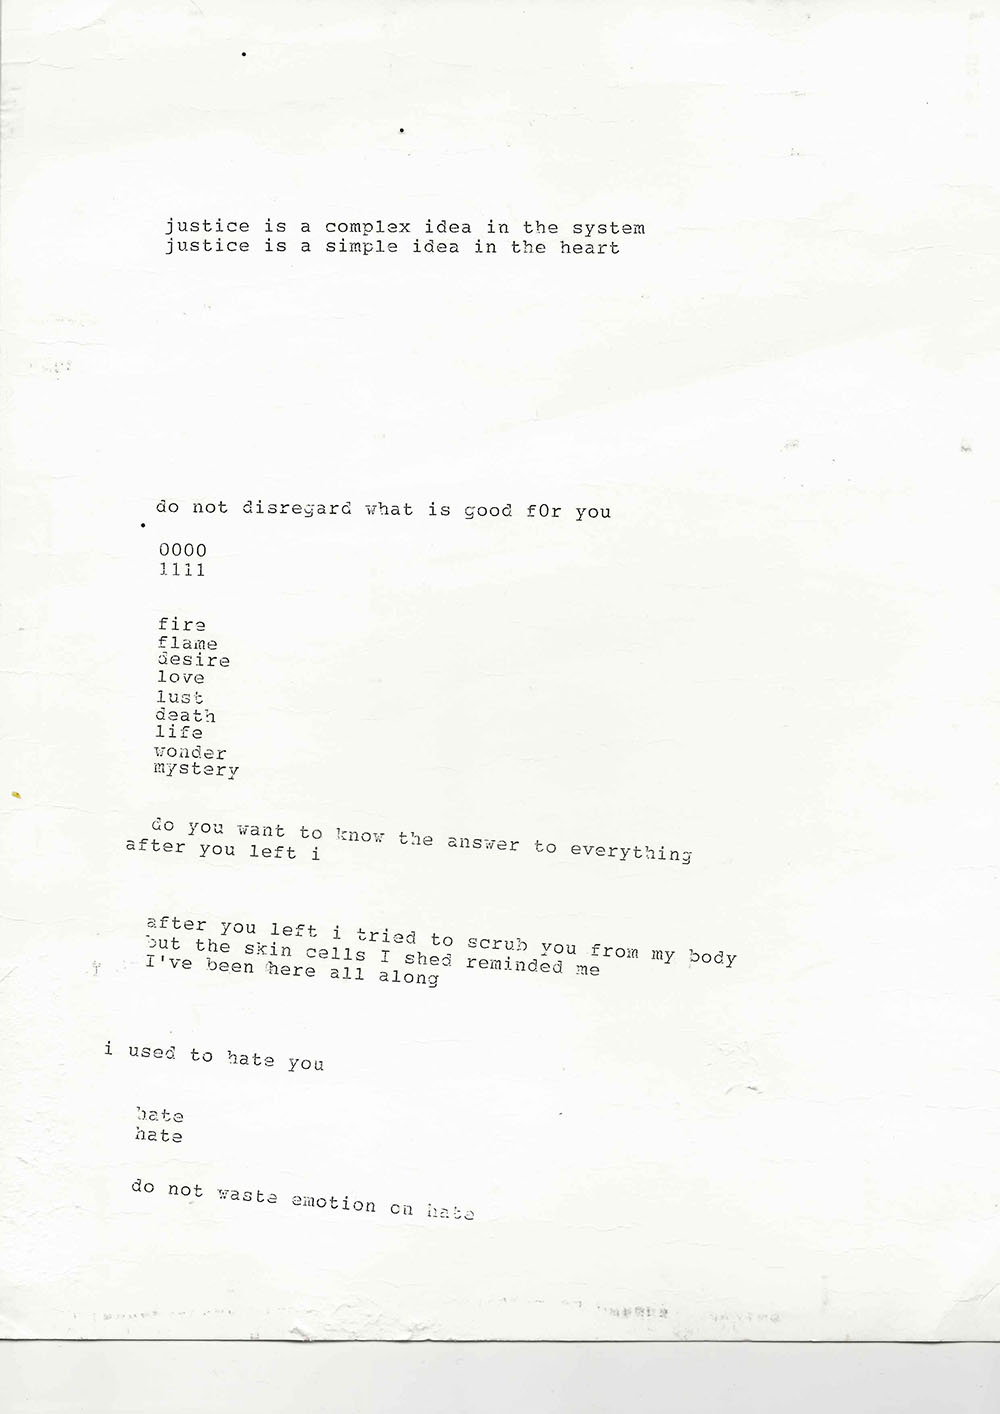 justice is a complex idea in the system
justice is a simple idea in the heart
do not disregard what is good f0r you
0000
1111
fire
flame
desire
love
lust
death
life
wonder
mystery
do you want to know the answer to everything
after you left i
after you left i tried to scrub you from my body
but the skin cells I shed reminded me
I've been here all along
i used to hate you
hate
hate
do not waste emotion on hate